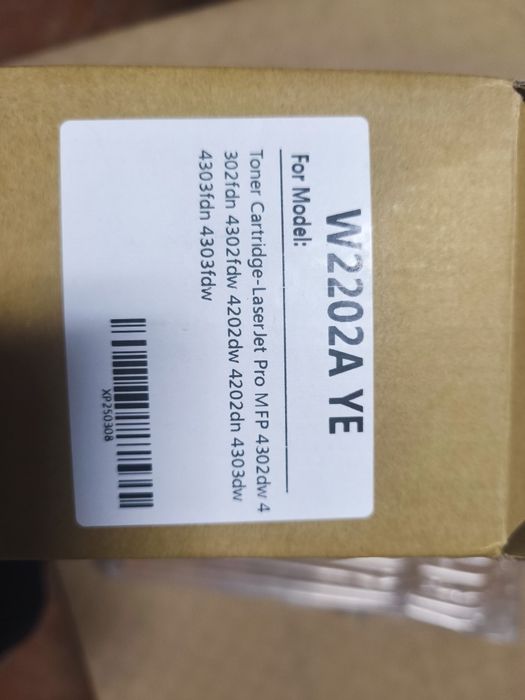 W2202A YE
For Model:
Toner Cartridge-LaserJet Pro MFP 4302dw 4
302fdn 4302fdw 4202dw 4202dn 4303dw
4303fdn 4303fdw
XP250308